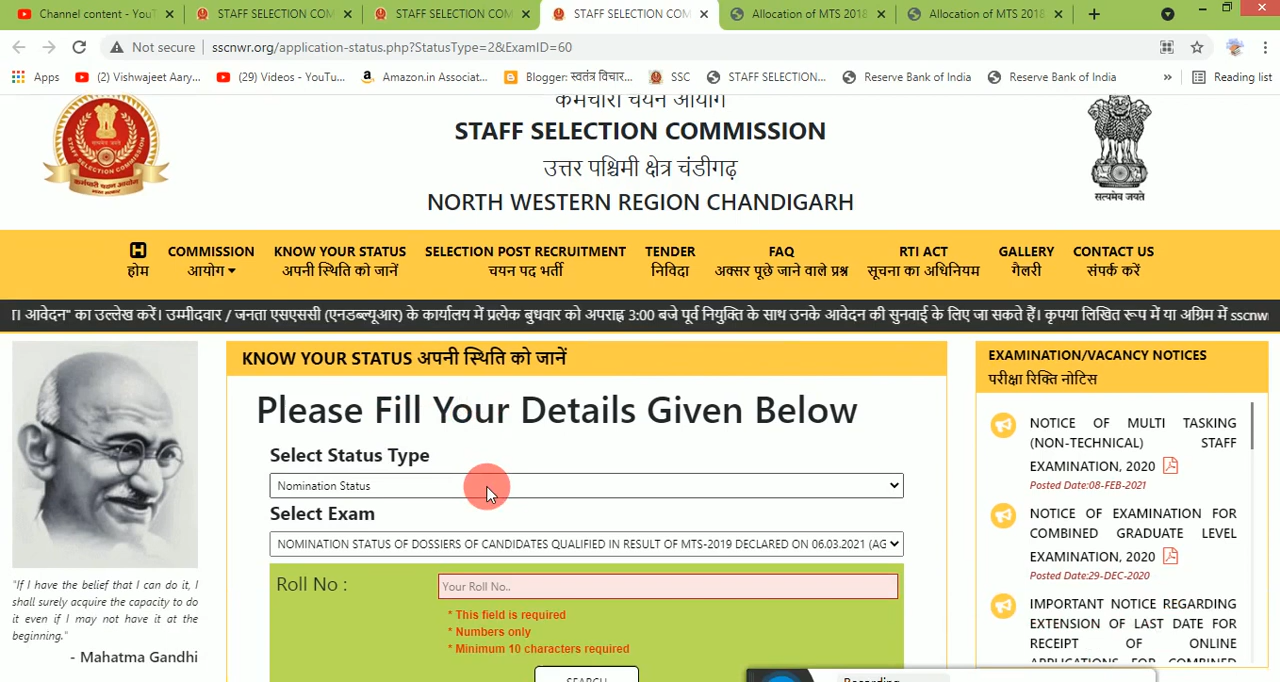 Channel content - YouT
STAFF SELECTION COM
STAFF SELECTION COM
STAFF SELECTION COM
Allocation of MTS 2018
Allocation of MTS 2018
Not secure
sscnwr.org/application-status.php?StatusType=2&ExamID=60
Apps
(2) Vishwajeet Aary...
(29) Videos - YouTu...
Amazon.in Associat...
Blogger: स्वतंत्र विचार...
SSC
STAFF SELECTION...
Reserve Bank of India
Reserve Bank of India
»
Reading list
कर्मचारी चयन आयोग
STAFF SELECTION COMMISSION
उत्तर पश्चिमी क्षेत्र चंडीगढ़
NORTH WESTERN REGION CHANDIGARH
सत्यमेव जयते
H
होम
COMMISSION
आयोग
KNOW YOUR STATUS
अपनी स्थिति को जानें
SELECTION POST RECRUITMENT
चयन पद भर्ती
TENDER
निविदा
FAQ
अक्सर पूछे जाने वाले प्रश्न
RTI ACT
सूचना का अधिनियम
GALLERY
गैलरी
CONTACT US
संपर्क करें
आवेदन" का उल्लेख करें। उम्मीदवार / जनता एसएससी (एनडब्ल्यूआर) के कार्यालय में प्रत्येक बुधवार को अपराह्न 3:00 बजे पूर्व नियुक्ति के साथ उनके आवेदन की सुनवाई के लिए जा सकते हैं। कृपया लिखित रूप में या अग्रिम में sscnwr
"If I have the belief that I can do it, I
shall surely acquire the capacity to do
it even if I may not have it at the
beginning."
- Mahatma Gandhi
KNOW YOUR STATUS अपनी स्थिति को जानें
Please Fill Your Details Given Below
Select Status Type
Nomination Status
Select Exam
NOMINATION STATUS OF DOSSIERS OF CANDIDATES QUALIFIED IN RESULT OF MTS-2019 DECLARED ON 06.03.2021 (AG
Roll No :
Your Roll No..
* This field is required
* Numbers only
* Minimum 10 characters required
SEARCH
EXAMINATION/VACANCY NOTICES
परीक्षा रिक्ति नोटिस
NOTICE OF MULTI TASKING
(NON-TECHNICAL) STAFF
EXAMINATION, 2020
Posted Date:08-FEB-2021
NOTICE OF EXAMINATION FOR
COMBINED GRADUATE LEVEL
EXAMINATION, 2020
Posted Date:29-DEC-2020
IMPORTANT NOTICE REGARDING
EXTENSION OF LAST DATE FOR
RECEIPT OF ONLINE
APPLICATIONS FOR COMBINED
Recording